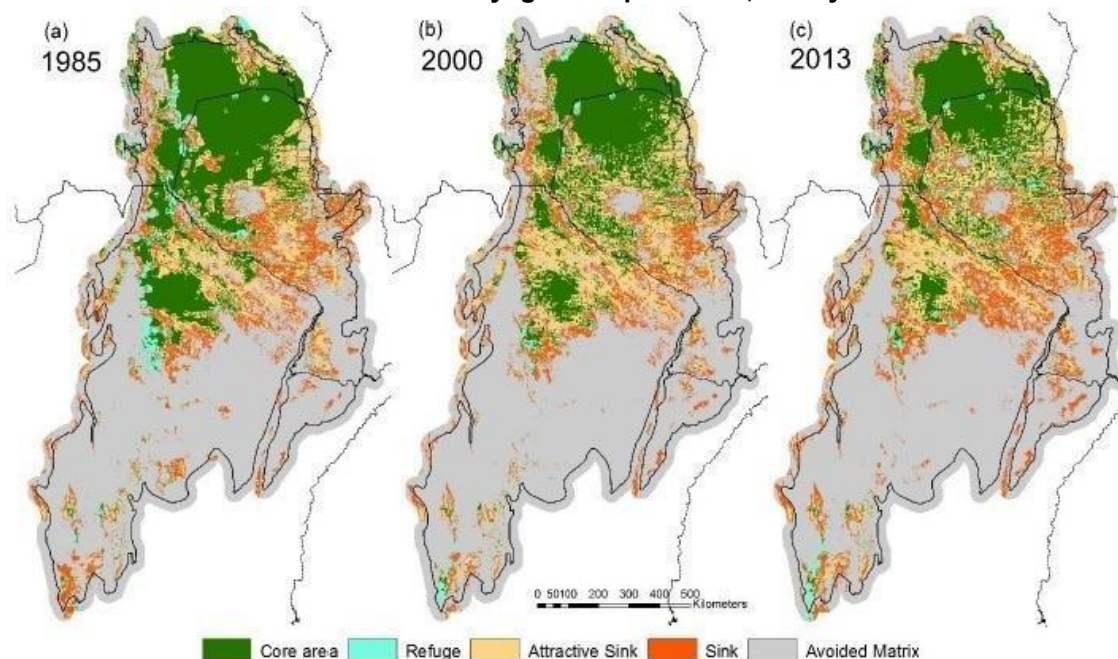 (a)
1985
(b)
2000
(c)
2013
0 50100 200 300 400 500
Kilometers
Core area
Refuge
Attractive Sink
Sink
Avoided Matrix